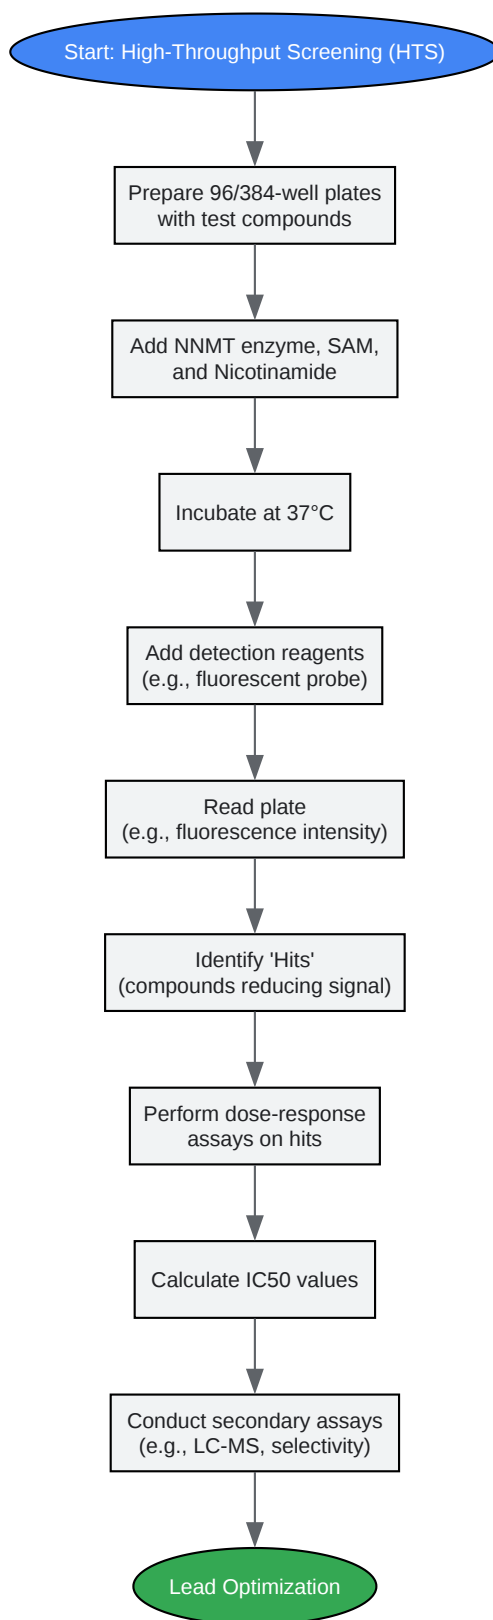 Start: High-Throughput Screening (HTS)
Prepare 96/384-well plates
with test compounds
Add NNMT enzyme, SAM,
and Nicotinamide
Incubate at 37°C
Add detection reagents
(e.g., fluorescent probe)
Read plate
(e.g., fluorescence intensity)
Identify 'Hits'
(compounds reducing signal)
Perform dose-response
assays on hits
Calculate IC50 values
Conduct secondary assays
(e.g., LC-MS, selectivity)
Lead Optimization